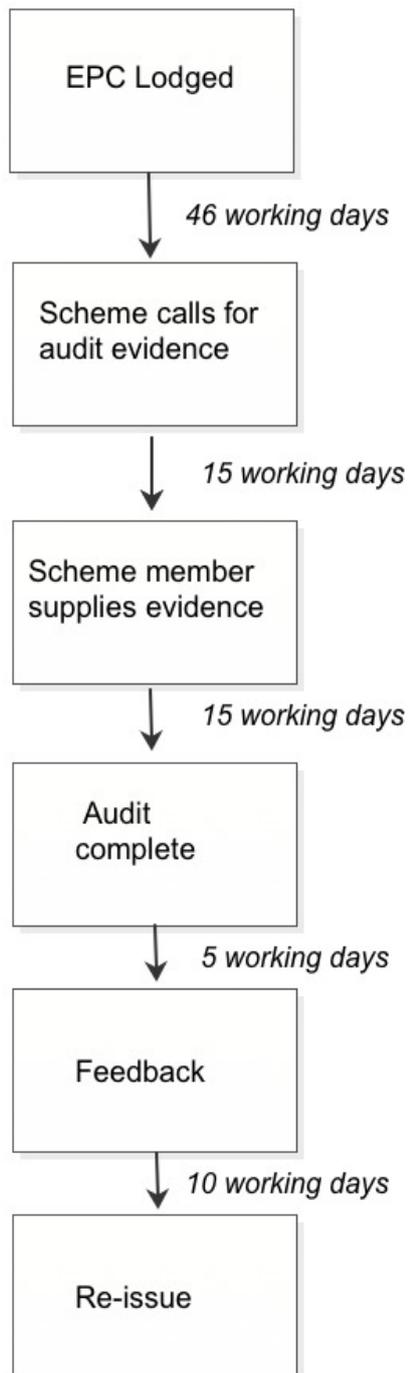 EPC Lodged
46 working days
Scheme calls for
audit evidence
15 working days
Scheme member
supplies evidence
15 working days
Audit
complete
5 working days
Feedback
10 working days
Re-issue